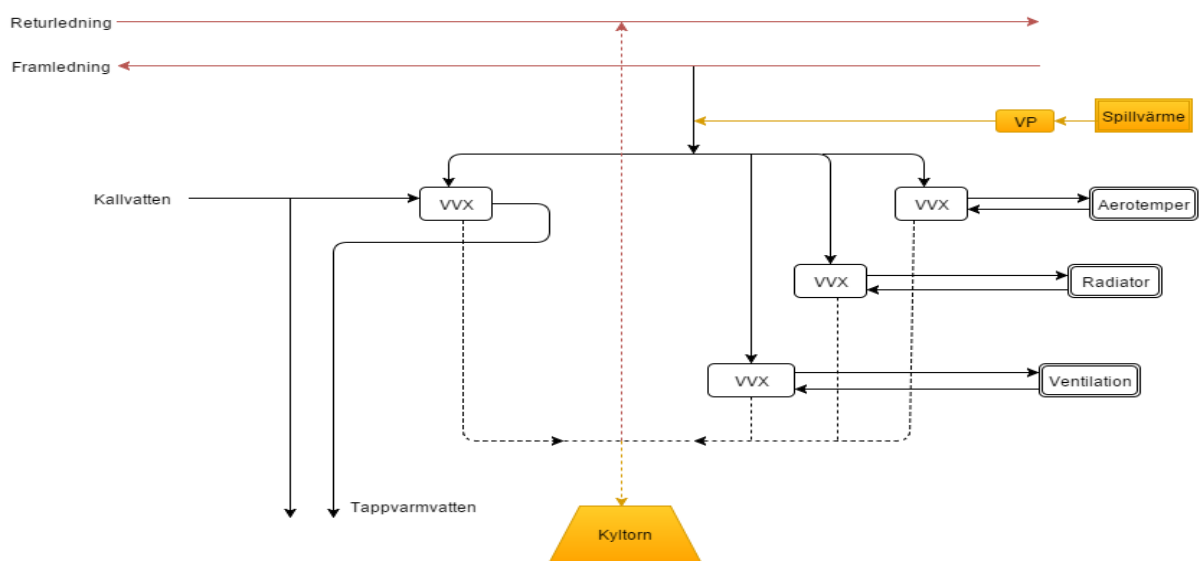 Returledning
Framledning
VP
Spillvärme
Kallvatten
VVX
VVX
Aerotemper
VVX
Radiator
VVX
Ventilation
Tappvarmvatten
Kyltorn